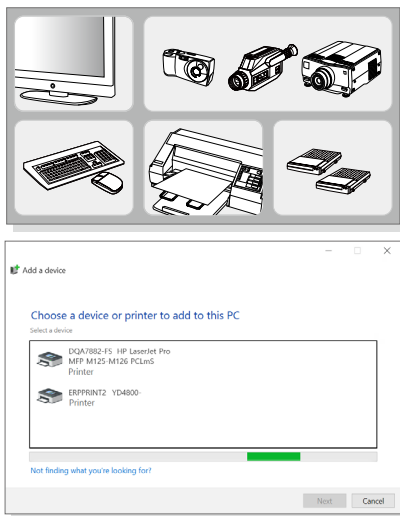 Add a device
Choose a device or printer to add to this PC
Select a device
DQA7882-F5 HP LaserJet Pro
MFP M125-M126 PCLmS
Printer
ERPPRINT2 YD4800-
Printer
Not finding what you're looking for?
Next Cancel